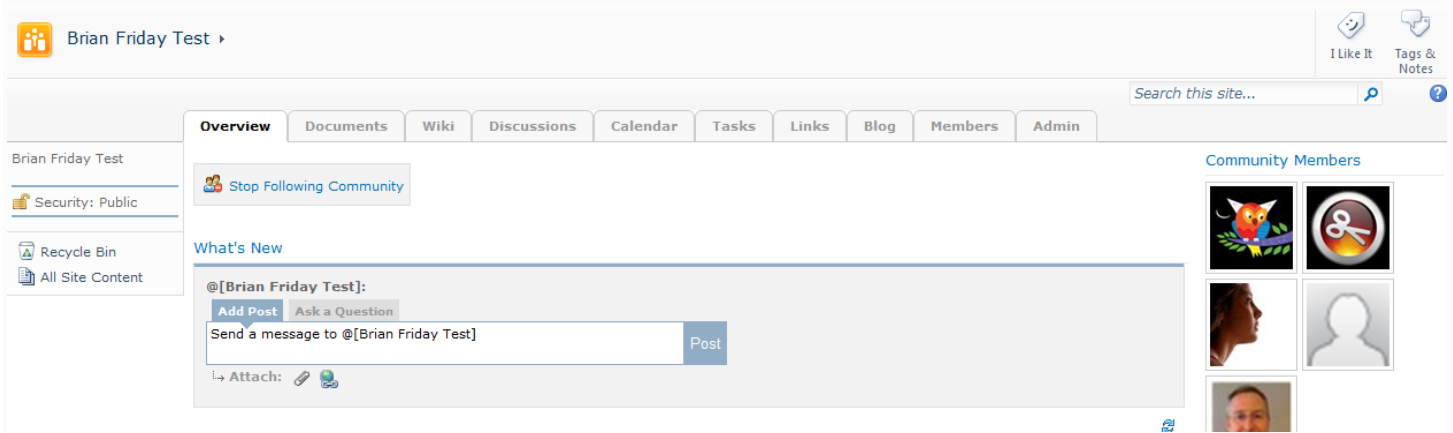 Brian Friday Test
I Like It
Tags &
Notes
Search this site...
Overview Documents Wiki Discussions Calendar Tasks Links Blog Members Admin
Brian Friday Test
Security: Public
Recycle Bin
All Site Content
Stop Following Community
What's New
@[Brian Friday Test]:
Add Post Ask a Question
Send a message to @[Brian Friday Test]
Post
Attach:
Community Members